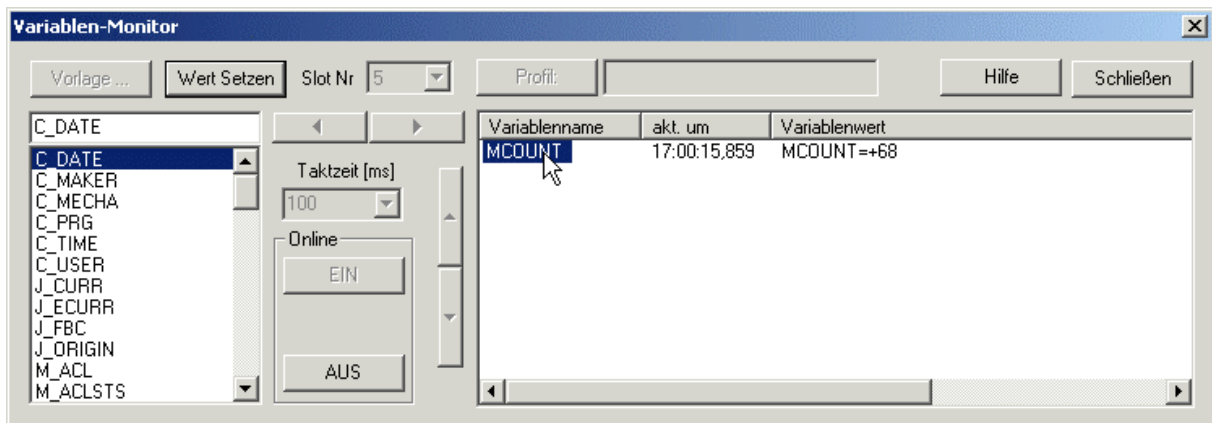 Variablen-Monitor
Vorlage ... Wert Setzen Slot Nr 5 Profil: Hilfe Schließen
C_DATE
C_DATE
C_MAKER
C_MECHA
C_PRG
C_TIME
C_USER
J_CURR
J_ECURR
J_FBC
J_ORIGIN
M_ACL
M_ACLSTS
Taktzeit [ms]
100
Online
EIN
AUS
Variablenname akt. um Variablenwert
MCOUNT 17:00:15,859 MCOUNT=+68